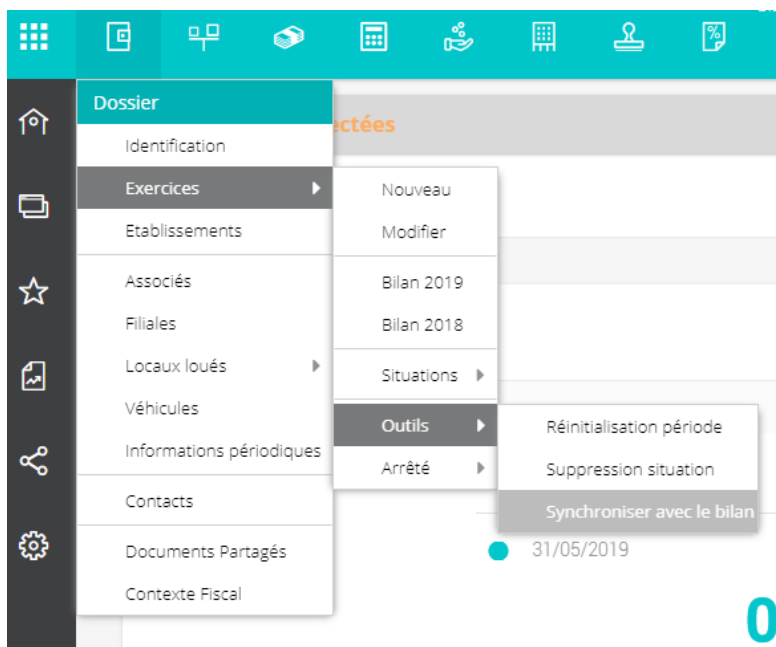 Dossier
ectées
Identification
Exercices
Nouveau
Etablissements
Modifier
Associés
Bilan 2019
Filiales
Bilan 2018
Locaux loués
Situations
Véhicules
Outils
Réinitialisation période
Informations périodiques
Arrêté
Suppression situation
Contacts
Synchroniser avec le bilan
Documents Partagés
31/05/2019
Contexte Fiscal
0